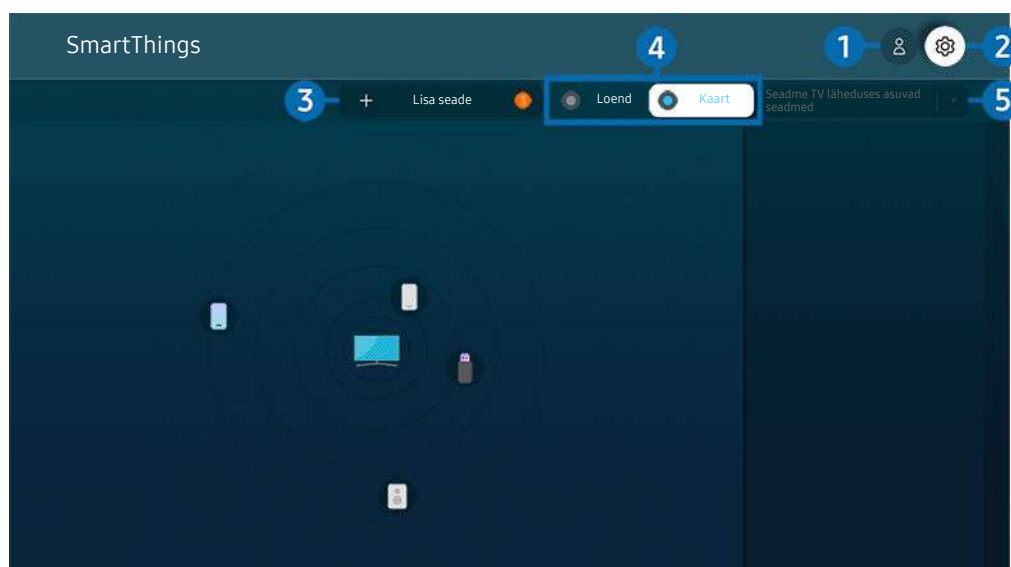 SmartThings
4
1
2
3
+ Lisa seade
Loend
Kaart
Seadme TV läheduses asuvad
seadmed
5